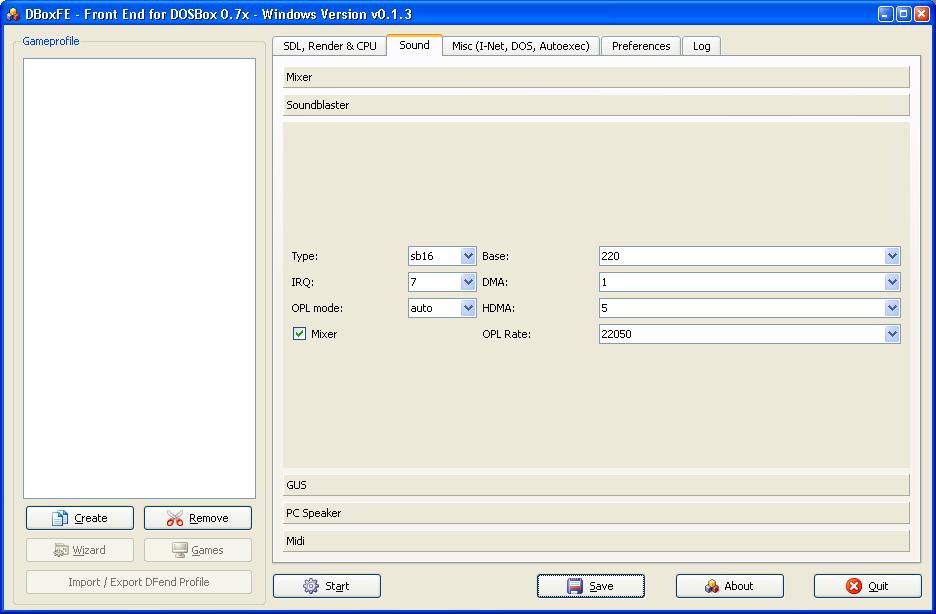 DBoxFE - Front End for DOSBox 0.7x - Windows Version v0.1.3
Gameprofile
SDL, Render & CPU Sound Misc (I-Net, DOS, Autoexec) Preferences Log
Mixer
Soundblaster
Type: sb16 Base: 220
IRQ: 7 DMA: 1
OPL mode: auto HDMA: 5
Mixer OPL Rate: 22050
GUS
PC Speaker
Midi
Create Remove
Wizard Games
Import / Export DFend Profile
Start Save About Quit